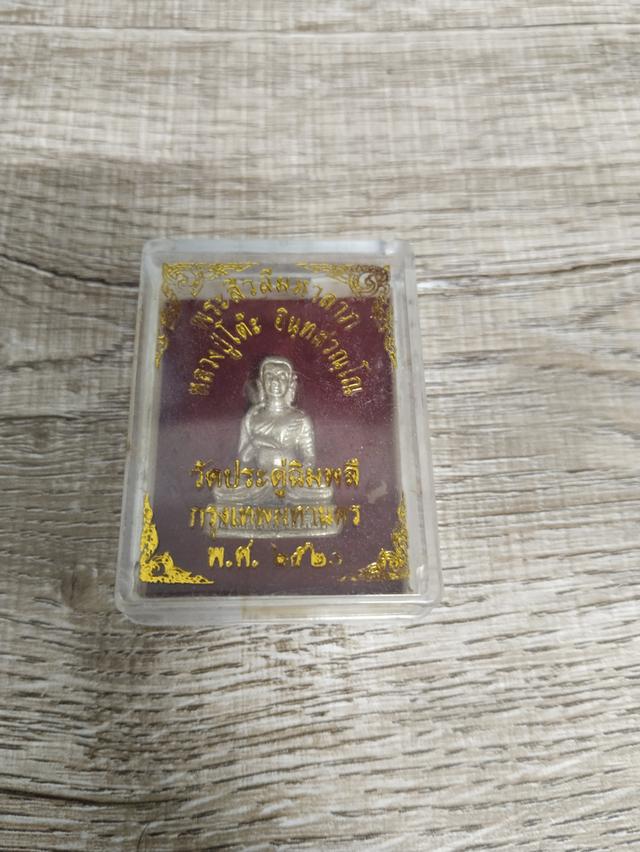 พระสิวลีมหาลาภ
หลวงปู่โต๊ะ อินฺทสุวณฺโณ
วัดประดู่ฉิมพลี
กรุงเทพมหานคร
พ.ศ. ๒๕๒๐